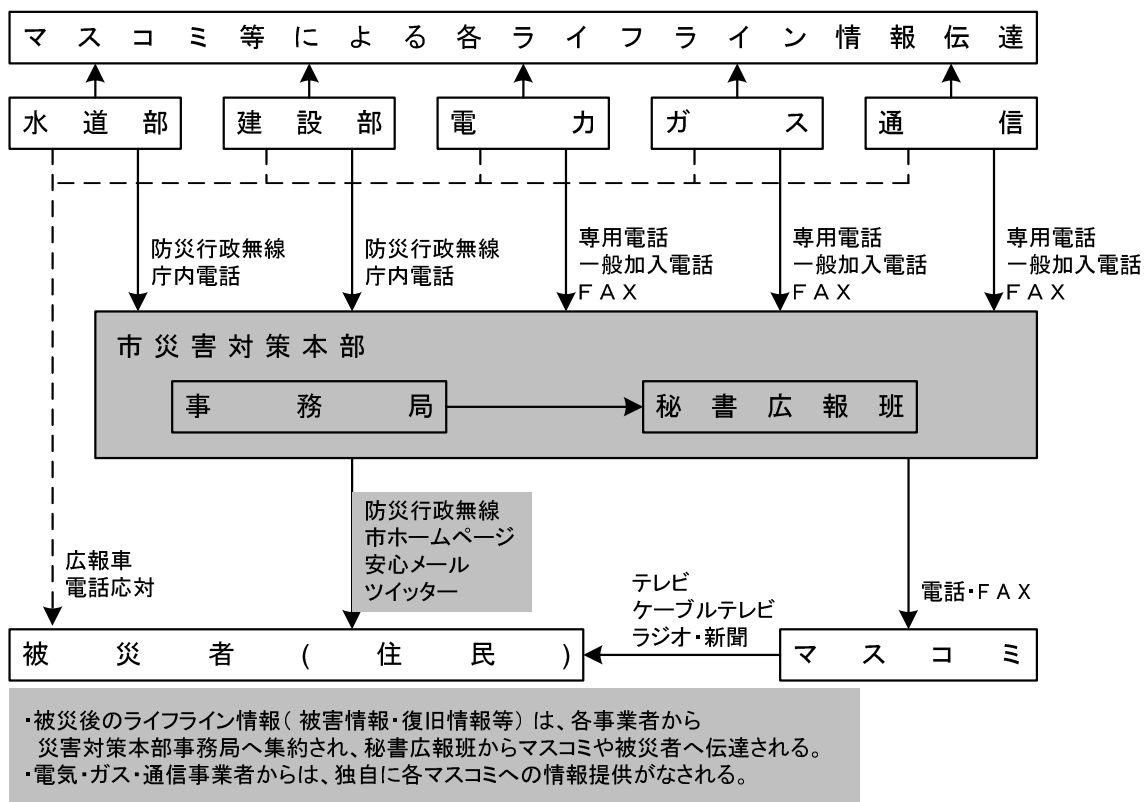 マスコミ等による各ライフライン情報伝達
水道部
建設部
電力
ガス
通信
防災行政無線
庁内電話
防災行政無線
庁内電話
専用電話
一般加入電話
ＦＡＸ
専用電話
一般加入電話
ＦＡＸ
専用電話
一般加入電話
ＦＡＸ
市災害対策本部
事務局
秘書広報班
防災行政無線
市ホームページ
安心メール
ツイッター
広報車
電話応対
テレビ
ケーブルテレビ
ラジオ・新聞
電話・ＦＡＸ
被災者(住民)
マスコミ
・被災後のライフライン情報(被害情報・復旧情報等)は、各事業者から
災害対策本部事務局へ集約され、秘書広報班からマスコミや被災者へ伝達される。
・電気・ガス・通信事業者からは、独自に各マスコミへの情報提供がなされる。